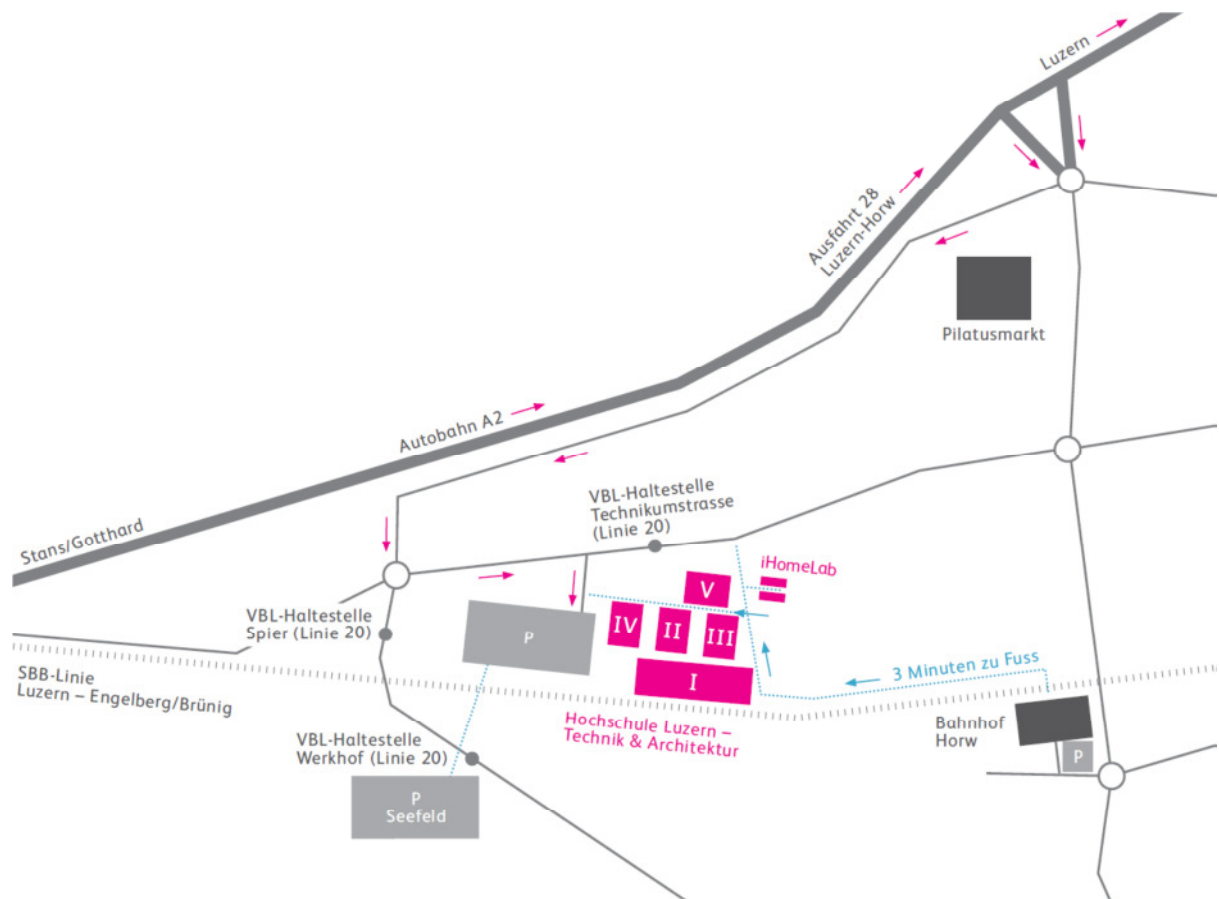 Luzern
Ausfahrt 28
Luzern-Horw
Pilatusmarkt
Autobahn A2
Stans/Gotthard
VBL-Haltestelle
Technikumstrasse
(Linie 20)
iHomeLab
V
IV
II
III
I
P
VBL-Haltestelle
Spier (Linie 20)
SBB-Linie
Luzern – Engelberg/Brünig
3 Minuten zu Fuss
Hochschule Luzern –
Technik & Architektur
Bahnhof
Horw
P
VBL-Haltestelle
Werkhof (Linie 20)
P
Seefeld